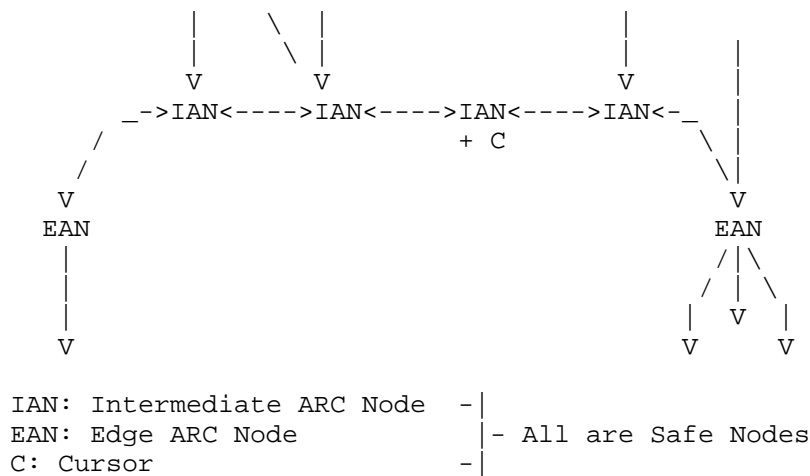 _->IAN<---->IAN<---->IAN<---->IAN<-_
+ C
EAN EAN
IAN: Intermediate ARC Node -|
EAN: Edge ARC Node |- All are Safe Nodes
C: Cursor -|